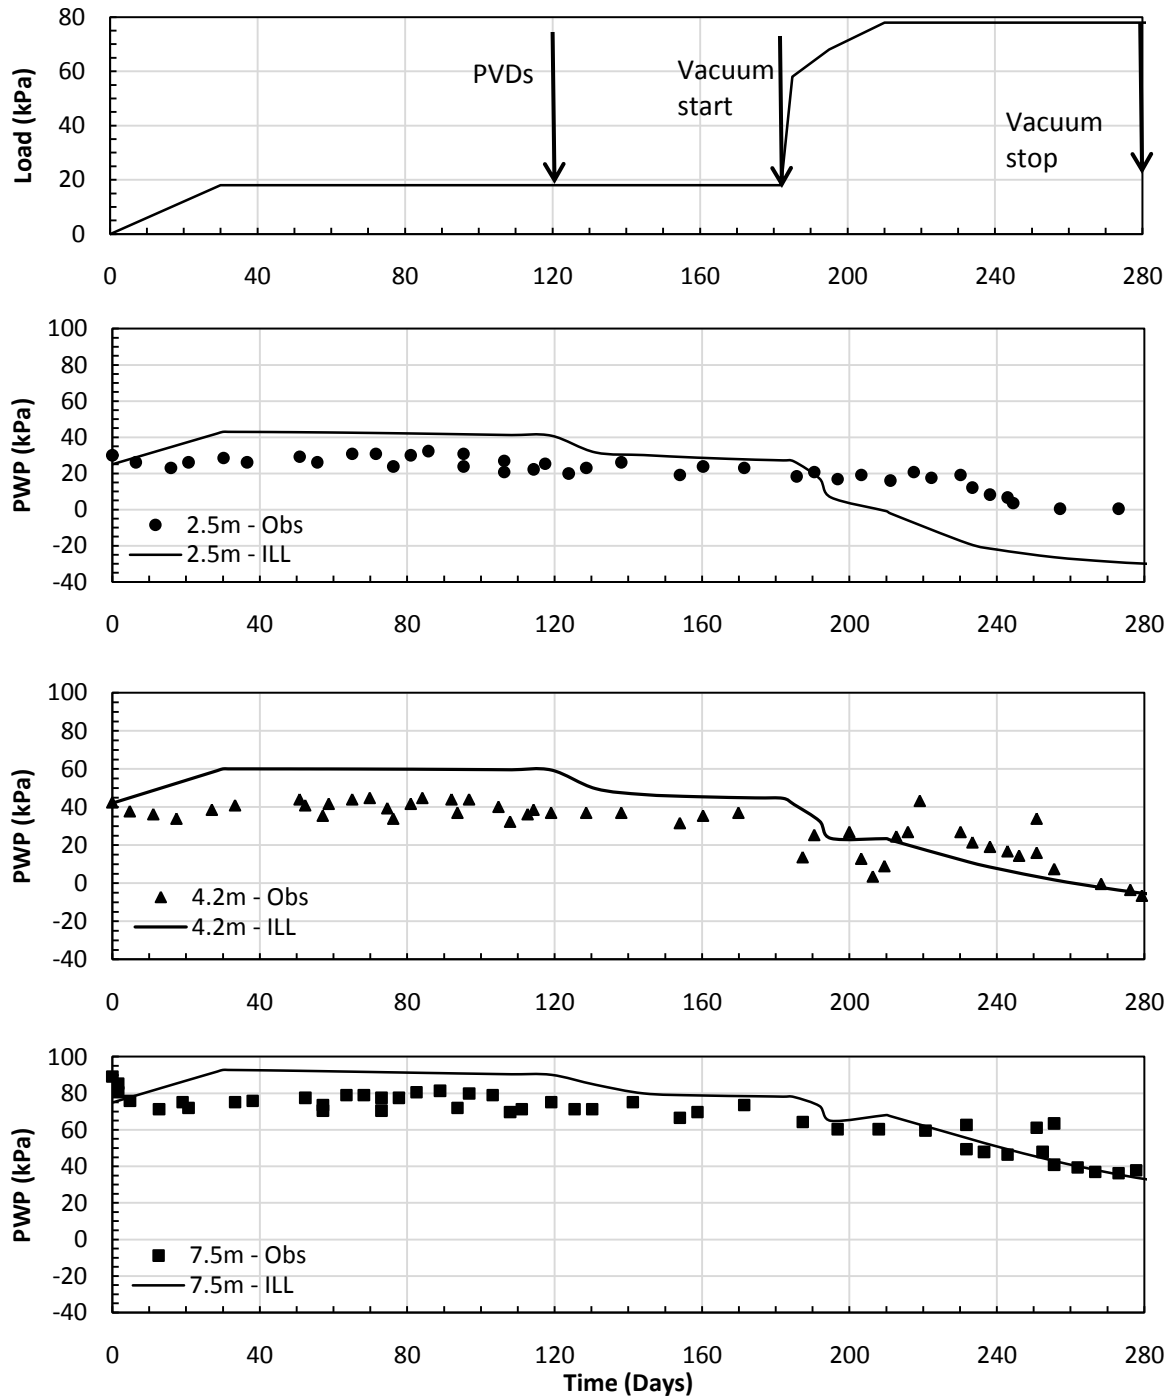 80
60
40
20
0
Load (kPa)
PVDs
Vacuum
start
Vacuum
stop
0 40 80 120 160 200 240 280
100
80
60
40
20
0
-20
-40
PWP (kPa)
2.5m - Obs
2.5m - ILL
0 40 80 120 160 200 240 280
100
80
60
40
20
0
-20
-40
PWP (kPa)
4.2m - Obs
4.2m - ILL
0 40 80 120 160 200 240 280
100
80
60
40
20
0
-20
-40
PWP (kPa)
7.5m - Obs
7.5m - ILL
0 40 80 120 160 200 240 280
Time (Days)